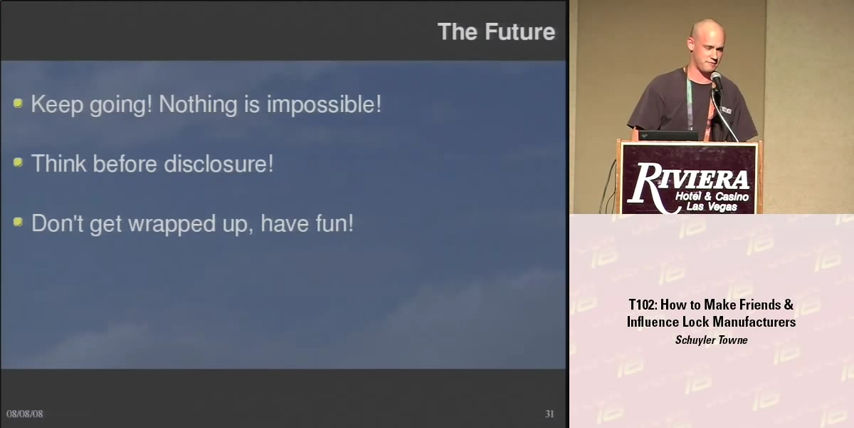 The Future
Keep going! Nothing is impossible!
Think before disclosure!
Don't get wrapped up, have fun!
08/08/08
31
RIVIERA
Hotel & Casino
Las Vegas
T102: How to Make Friends &
Influence Lock Manufacturers
Schuyler Towne